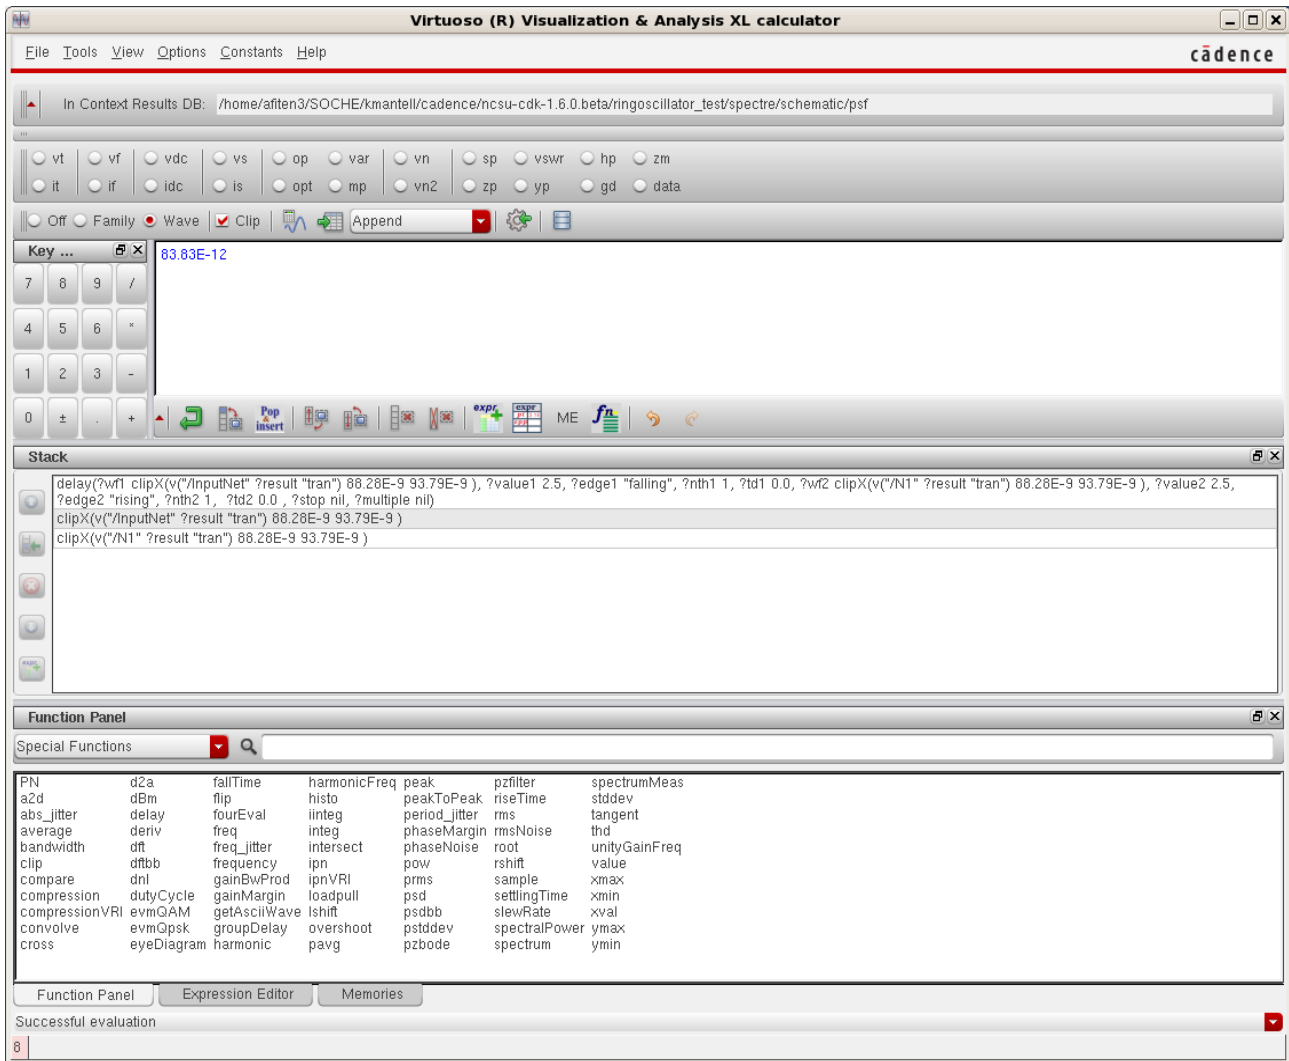 Virtuoso (R) Visualization & Analysis XL calculator
File Tools View Options Constants Help
cādence
In Context Results DB: /home/afiten3/SOCHE/kmantell/cadence/ncsu-cdk-1.6.0.beta/ringoscillator_test/spectre/schematic/psf
vt vf vdc vs op var vn sp vswr hp zm
it if idc is opt mp vn2 zp yp gd data
Off Family Wave Clip Append
Key ...
83.83E-12
7 8 9 /
4 5 6 *
1 2 3 -
0 ± . +
Pop & insert
expr
expr
ME
fn
Stack
delay(?wf1 clipX(v("/InputNet" ?result "tran") 88.28E-9 93.79E-9 ), ?value1 2.5, ?edge1 "falling", ?nth1 1, ?td1 0.0, ?wf2 clipX(v("/N1" ?result "tran") 88.28E-9 93.79E-9 ), ?value2 2.5,
?edge2 "rising", ?nth2 1, ?td2 0.0 , ?stop nil, ?multiple nil)
clipX(v("/InputNet" ?result "tran") 88.28E-9 93.79E-9 )
clipX(v("/N1" ?result "tran") 88.28E-9 93.79E-9 )
expr
Function Panel
Special Functions
PN d2a fallTime harmonicFreq peak pzfilter spectrumMeas
a2d dBm flip histo peakToPeak riseTime stddev
abs_jitter delay fourEval iinteg period_jitter rms tangent
average deriv freq integ phaseMargin rmsNoise thd
bandwidth dft freq_jitter intersect phaseNoise root unityGainFreq
clip dftbb frequency ipn pow rshift value
compare dnl gainBwProd ipnVRI prms sample xmax
compression dutyCycle gainMargin loadpull psd settlingTime xmin
compressionVRI evmQAM getAsciiWave lshift psdbb slewRate xval
convolve evmQpsk groupDelay overshoot pstddev spectralPower ymax
cross eyeDiagram harmonic pavg pzbode spectrum ymin
Function Panel Expression Editor Memories
Successful evaluation
8